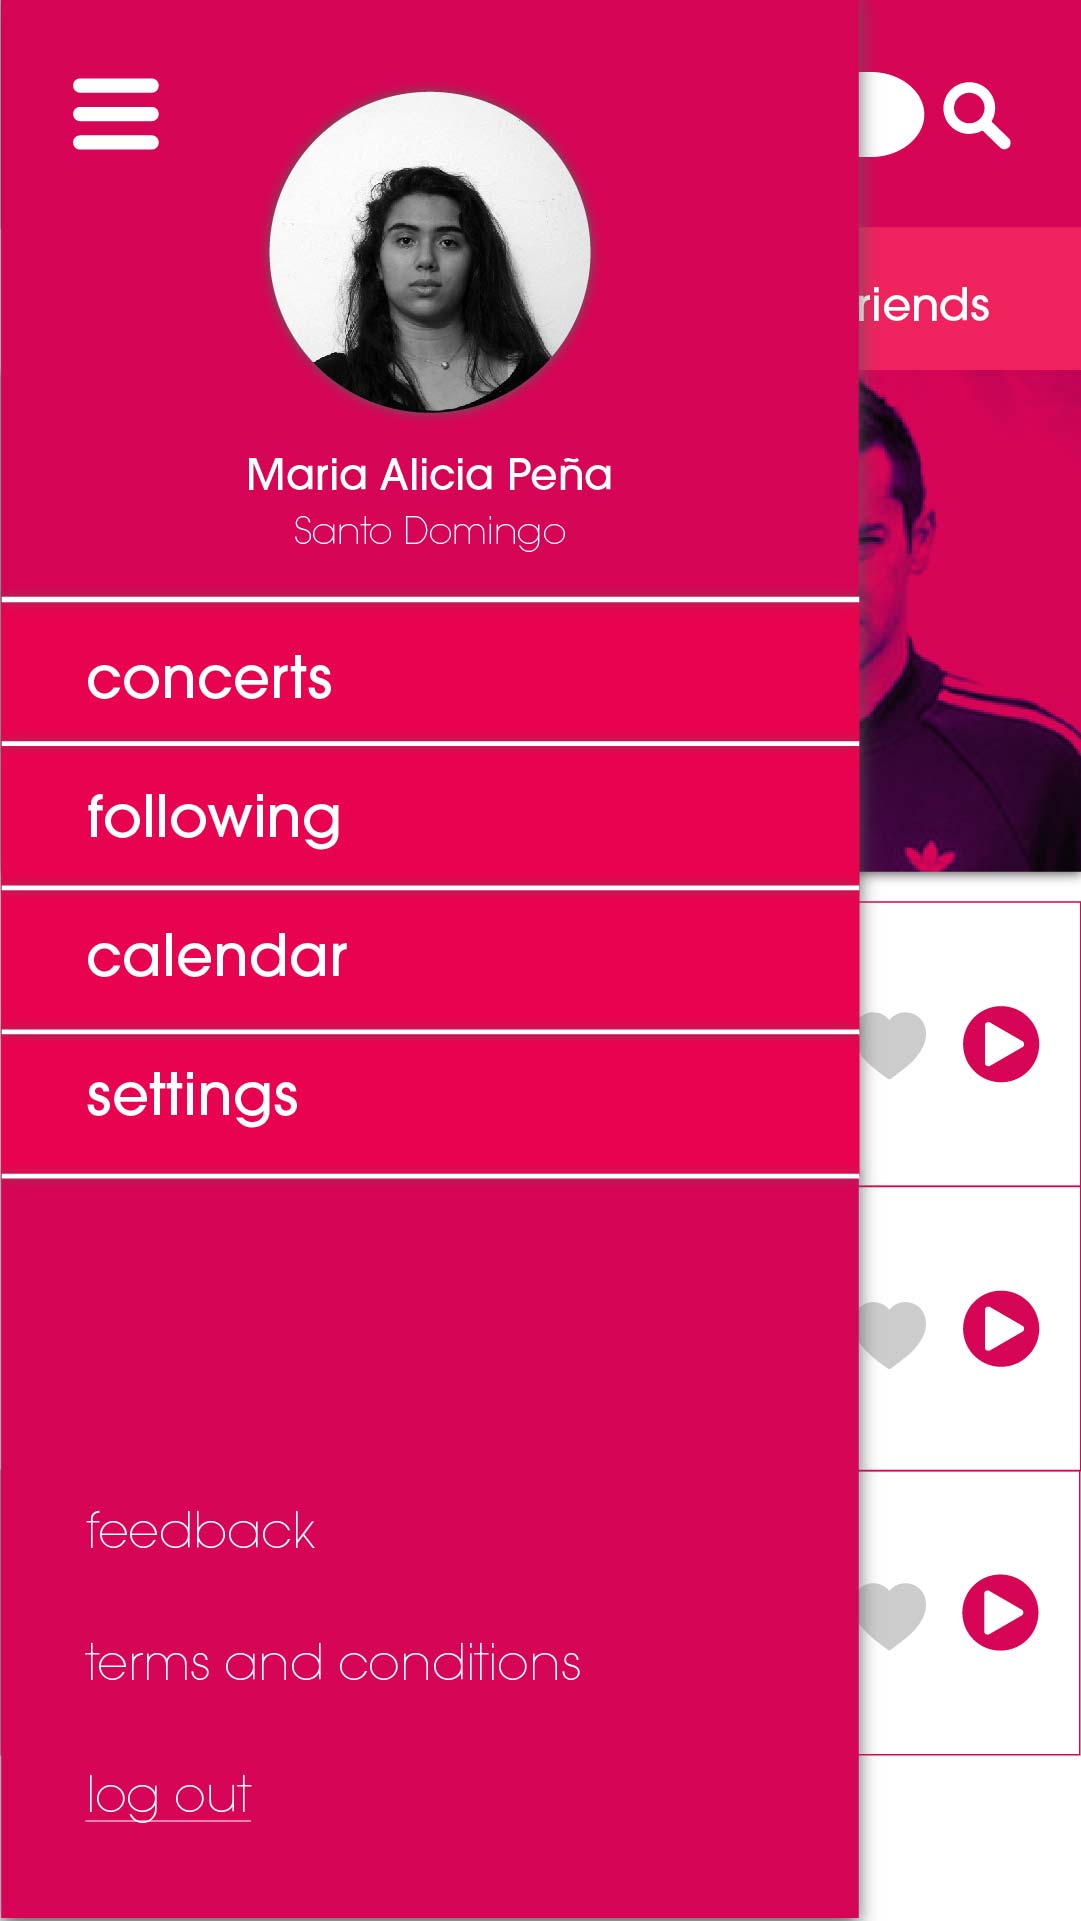 Maria Alicia Peña
Santo Domingo
riends
concerts
following
calendar
settings
feedback
terms and conditions
log out